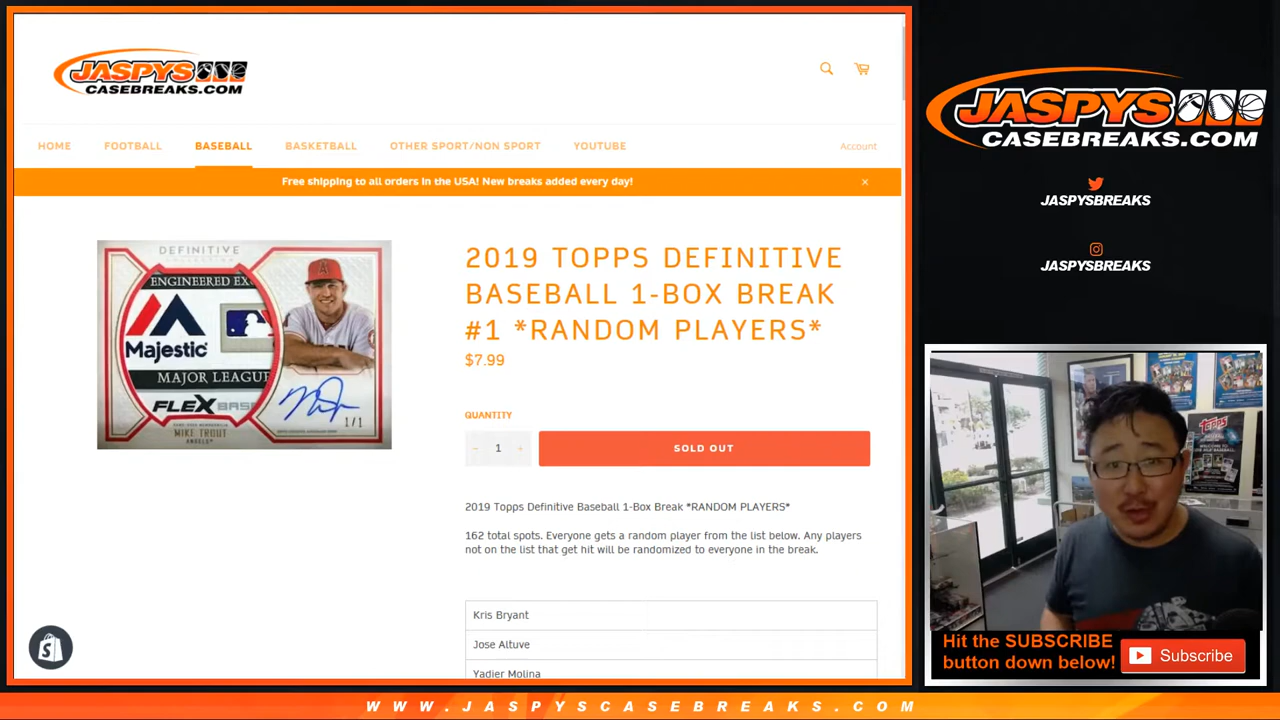 JASPYS
CASEBREAKS.COM
HOME
FOOTBALL
BASEBALL
BASKETBALL
OTHER SPORT/NON SPORT
YOUTUBE
Account
Free shipping to all orders in the USA! New breaks added every day!
DEFINITIVE
ENGINEERED EX
Majestic
MAJOR LEAGUE
FLEX BASE
MIKE TROUT
ANGELS
1/1
2019 TOPPS DEFINITIVE
BASEBALL 1-BOX BREAK
#1 *RANDOM PLAYERS*
$7.99
QUANTITY
− 1 +
SOLD OUT
2019 Topps Definitive Baseball 1-Box Break *RANDOM PLAYERS*
162 total spots. Everyone gets a random player from the list below. Any players
not on the list that get hit will be randomized to everyone in the break.
Kris Bryant
Jose Altuve
Yadier Molina
JASPYS
CASEBREAKS.COM
JASPYSBREAKS
JASPYSBREAKS
Topps
Hit the SUBSCRIBE
button down below!
Subscribe
WWW.JASPYSCASEBREAKS.COM